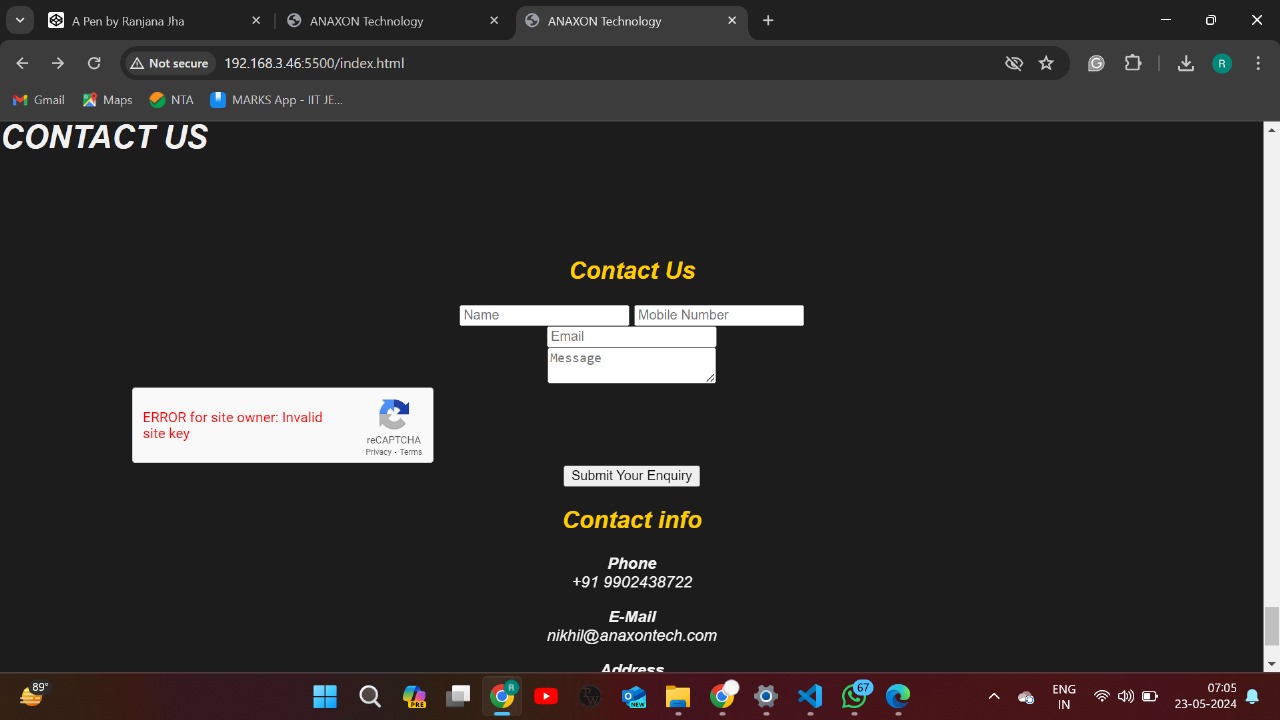 A Pen by Ranjana Jha
ANAXON Technology
ANAXON Technology
Not secure
192.168.3.46:5500/index.html
R
Gmail
Maps
NTA
MARKS App - IIT JE...
CONTACT US
Contact Us
Name
Mobile Number
Email
Message
ERROR for site owner: Invalid
site key
reCAPTCHA
Privacy - Terms
Submit Your Enquiry
Contact info
Phone
+91 9902438722
E-Mail
nikhil@anaxontech.com
Address
89°
PRE
R
NEW
67
ENG
IN
07:05
23-05-2024